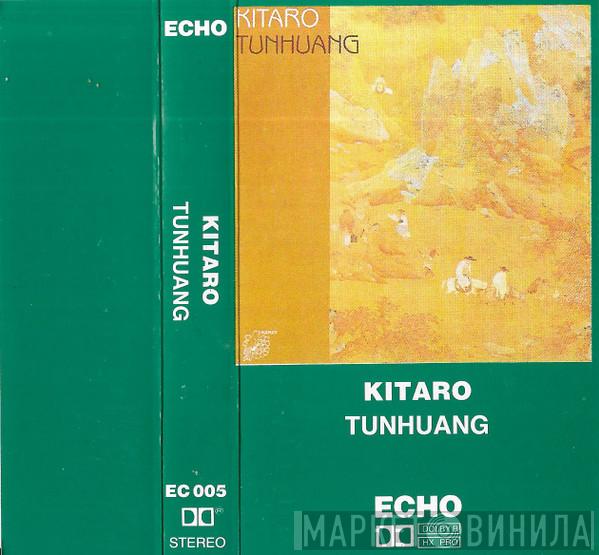 ECHO
KITARO
TUNHUANG
EC 005
STEREO
KITARO
TUNHUANG
KITARO
TUNHUANG
ECHO
DOLBY B
HX PRO
МАРКЕТ ВИНИЛА